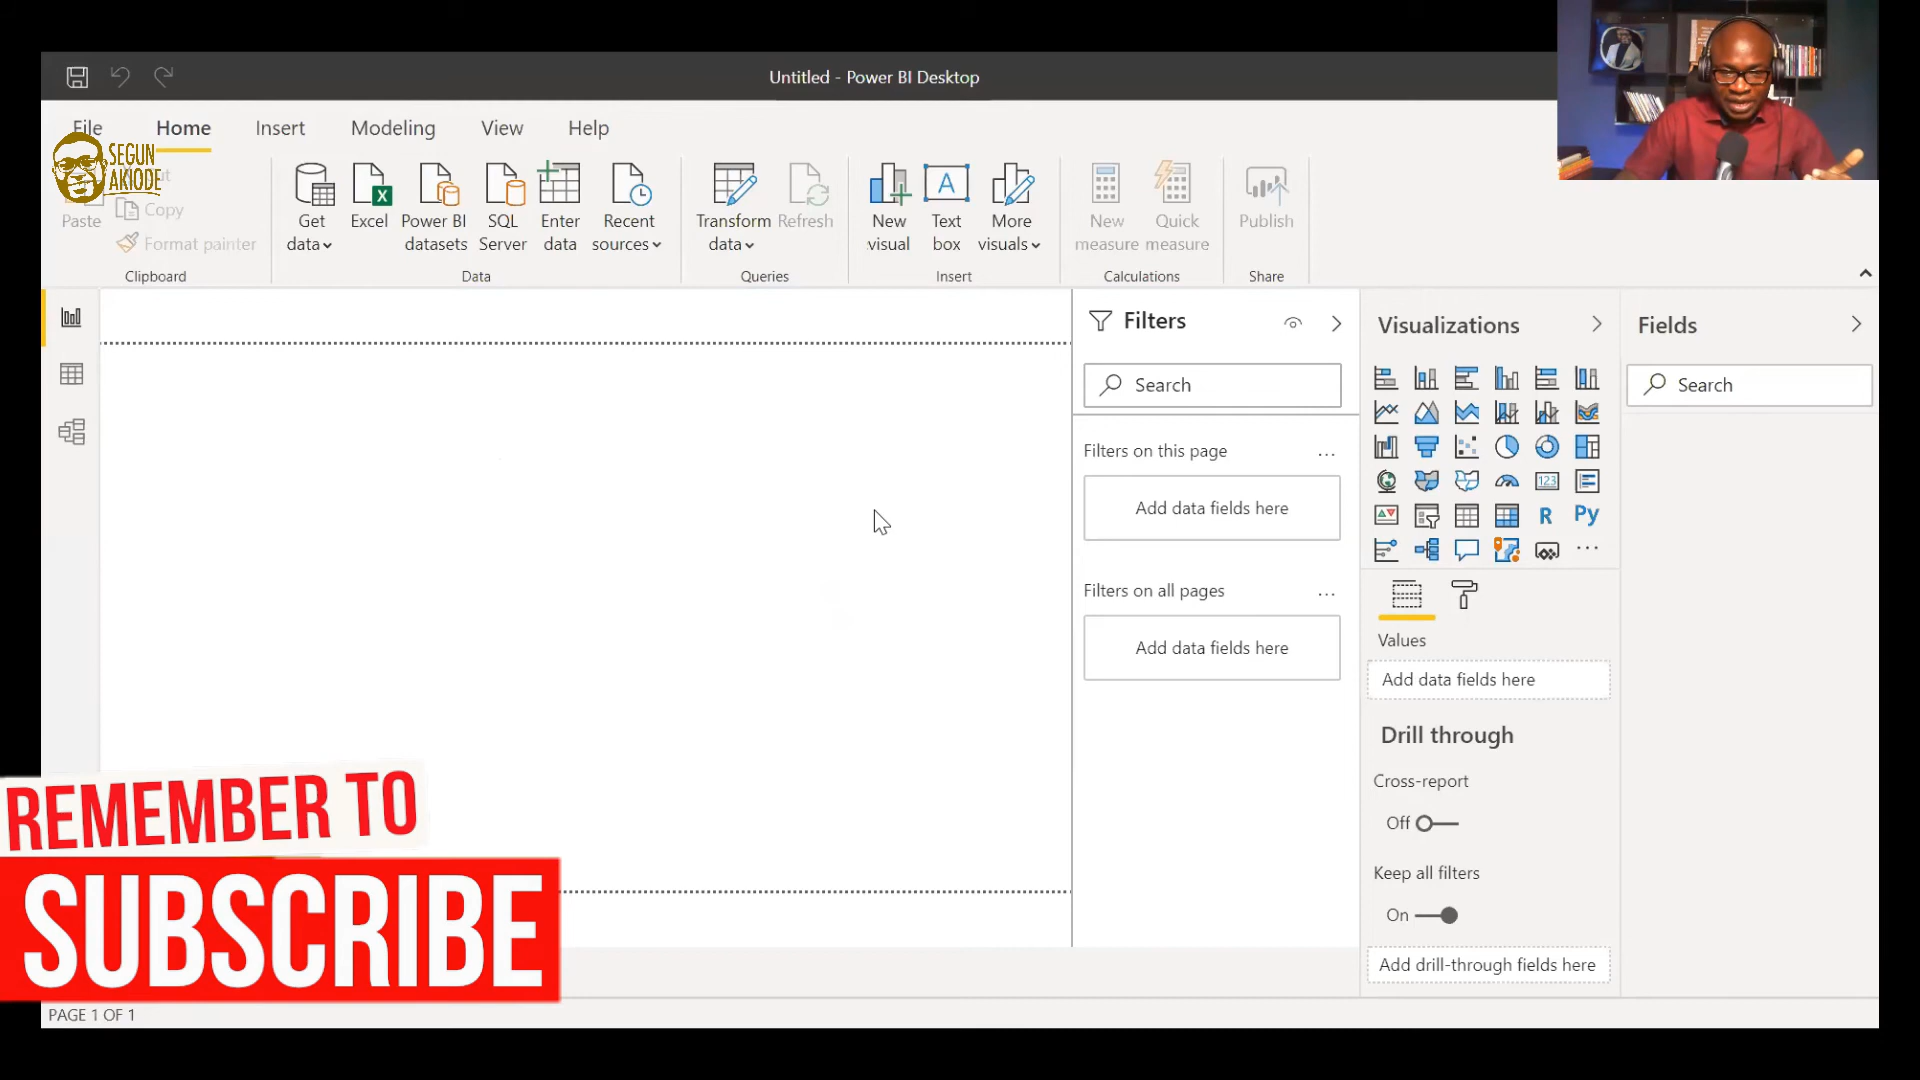 Untitled - Power BI Desktop
File Home Insert Modeling View Help
SEGUN
AKIODE
Paste
Copy
Format painter
Clipboard
Get
data
Excel
Power BI
datasets
SQL
Server
Enter
data
Recent
sources
Data
Transform
data
Refresh
Queries
New
visual
Text
box
More
visuals
Insert
New
measure
Quick
measure
Calculations
Publish
Share
Filters
Search
Filters on this page
...
Add data fields here
Filters on all pages
...
Add data fields here
Visualizations
123
R
Py
...
Values
Add data fields here
Drill through
Cross-report
Off
Keep all filters
On
Add drill-through fields here
Fields
Search
REMEMBER TO
SUBSCRIBE
PAGE 1 OF 1